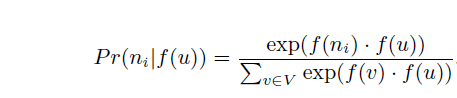 Pr(n_i|f(u)) = \frac{\exp(f(n_i) \cdot f(u))}{\sum_{v \in V} \exp(f(v) \cdot f(u))}